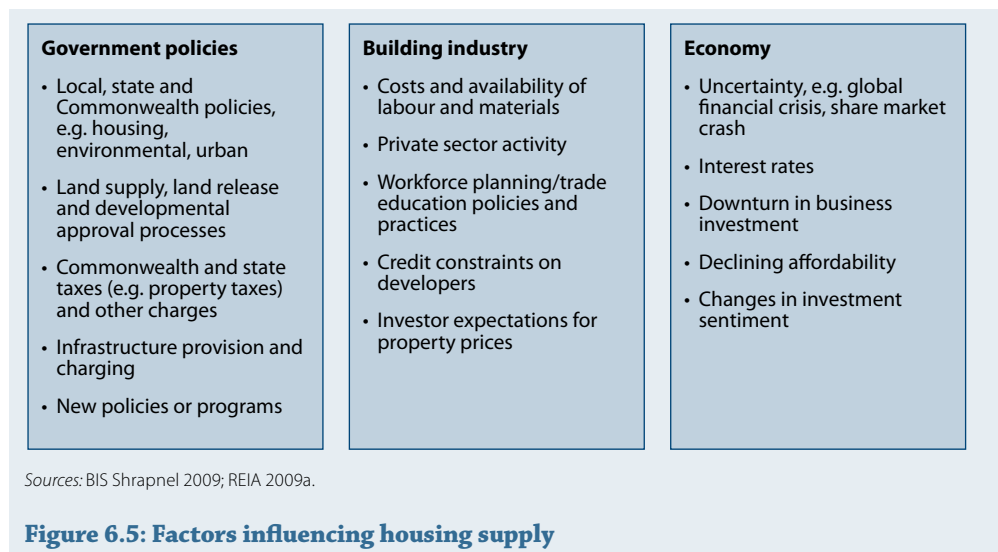 Government policies
• Local, state and
Commonwealth policies,
e.g. housing,
environmental, urban
• Land supply, land release
and developmental
approval processes
• Commonwealth and state
taxes (e.g. property taxes)
and other charges
• Infrastructure provision and
charging
• New policies or programs
Building industry
• Costs and availability of
labour and materials
• Private sector activity
• Workforce planning/trade
education policies and
practices
• Credit constraints on
developers
• Investor expectations for
property prices
Economy
• Uncertainty, e.g. global
financial crisis, share market
crash
• Interest rates
• Downturn in business
investment
• Declining affordability
• Changes in investment
sentiment
Sources: BIS Shrapnel 2009; REIA 2009a.
Figure 6.5: Factors influencing housing supply